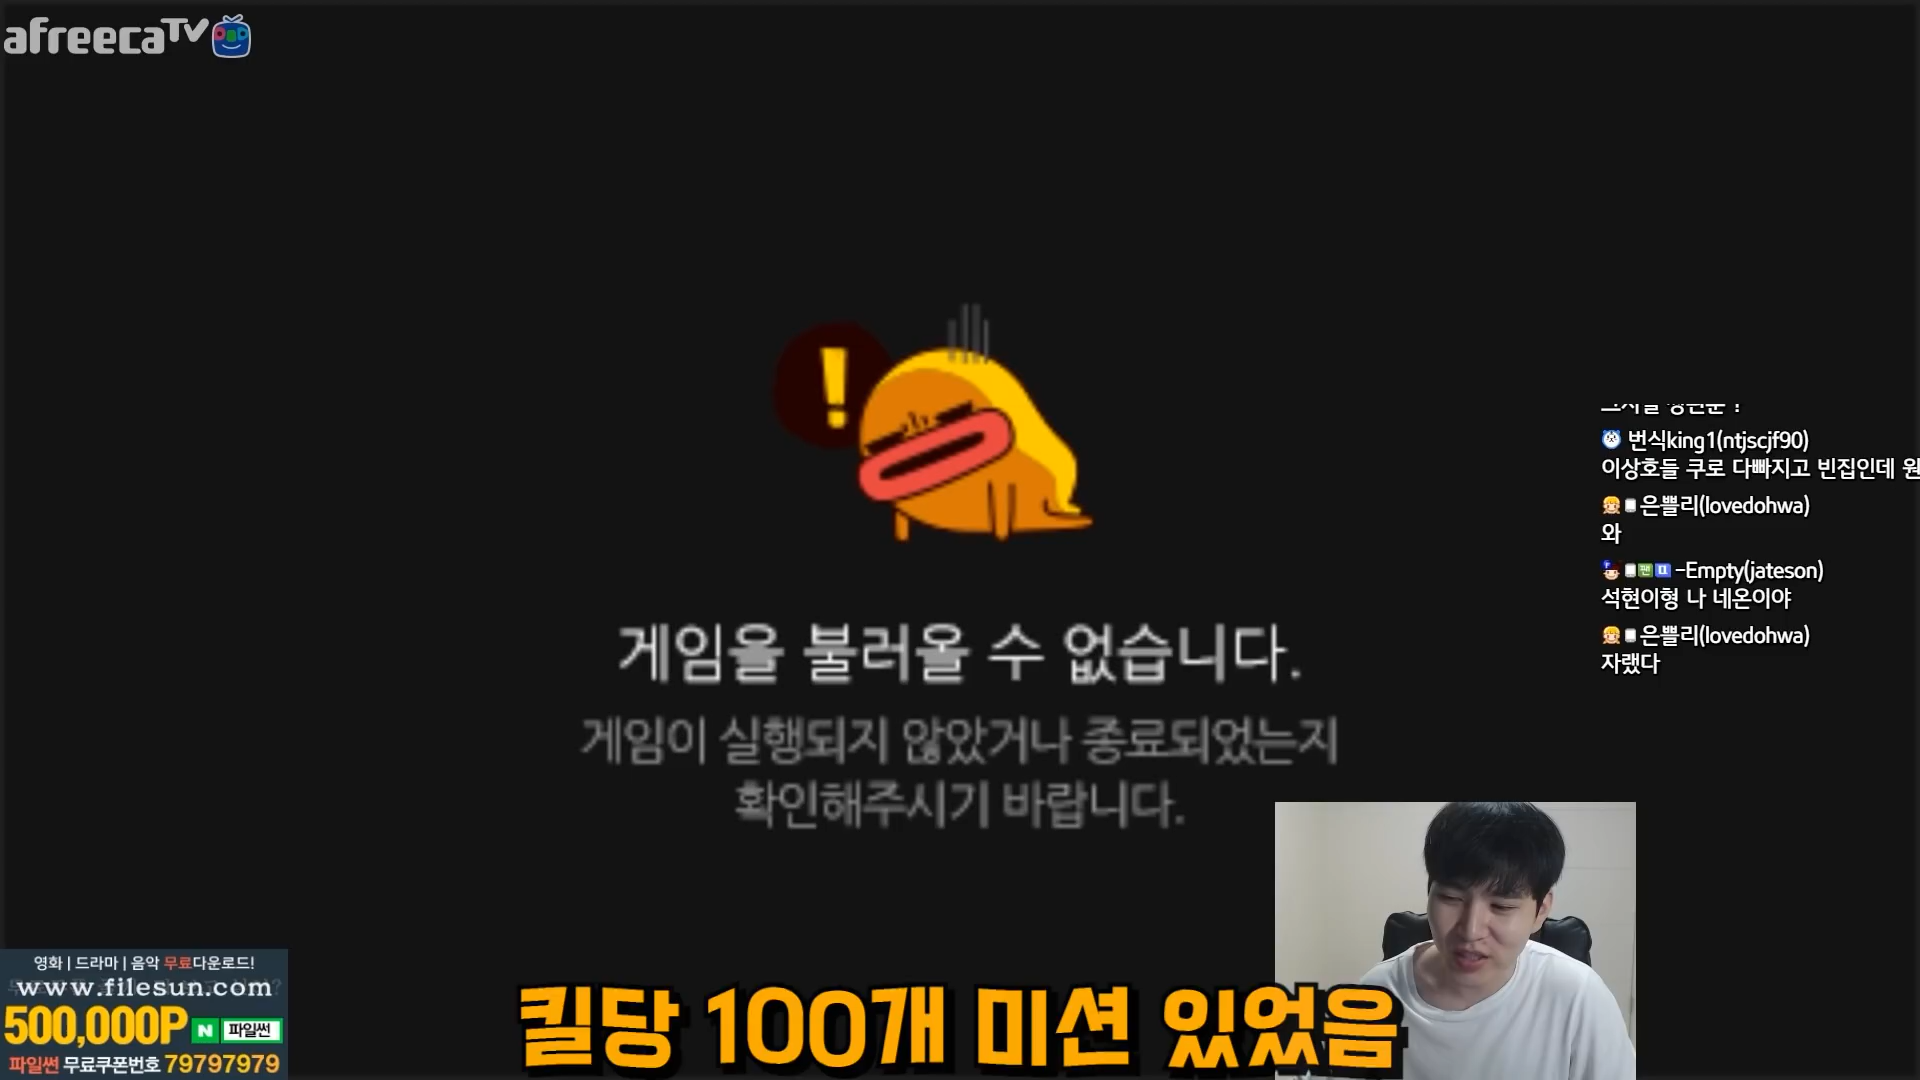 afreecaTV
!
게임을 불러올 수 없습니다.
게임이 실행되지 않았거나 종료되었는지
확인해주시기 바랍니다.
번식king1(ntjscjf90)
이상호들 쿠로 다빠지고 빈집인데 원
은쁠리(lovedohwa)
와
팬 -Empty(jateson)
석현이형 나 네온이야
은쁠리(lovedohwa)
자랬다
영화 | 드라마 | 음악 무료다운로드!
www.filesun.com
500,000P N 파일썬
파일썬 무료쿠폰번호 79797979
킬당 100개 미션 있었음